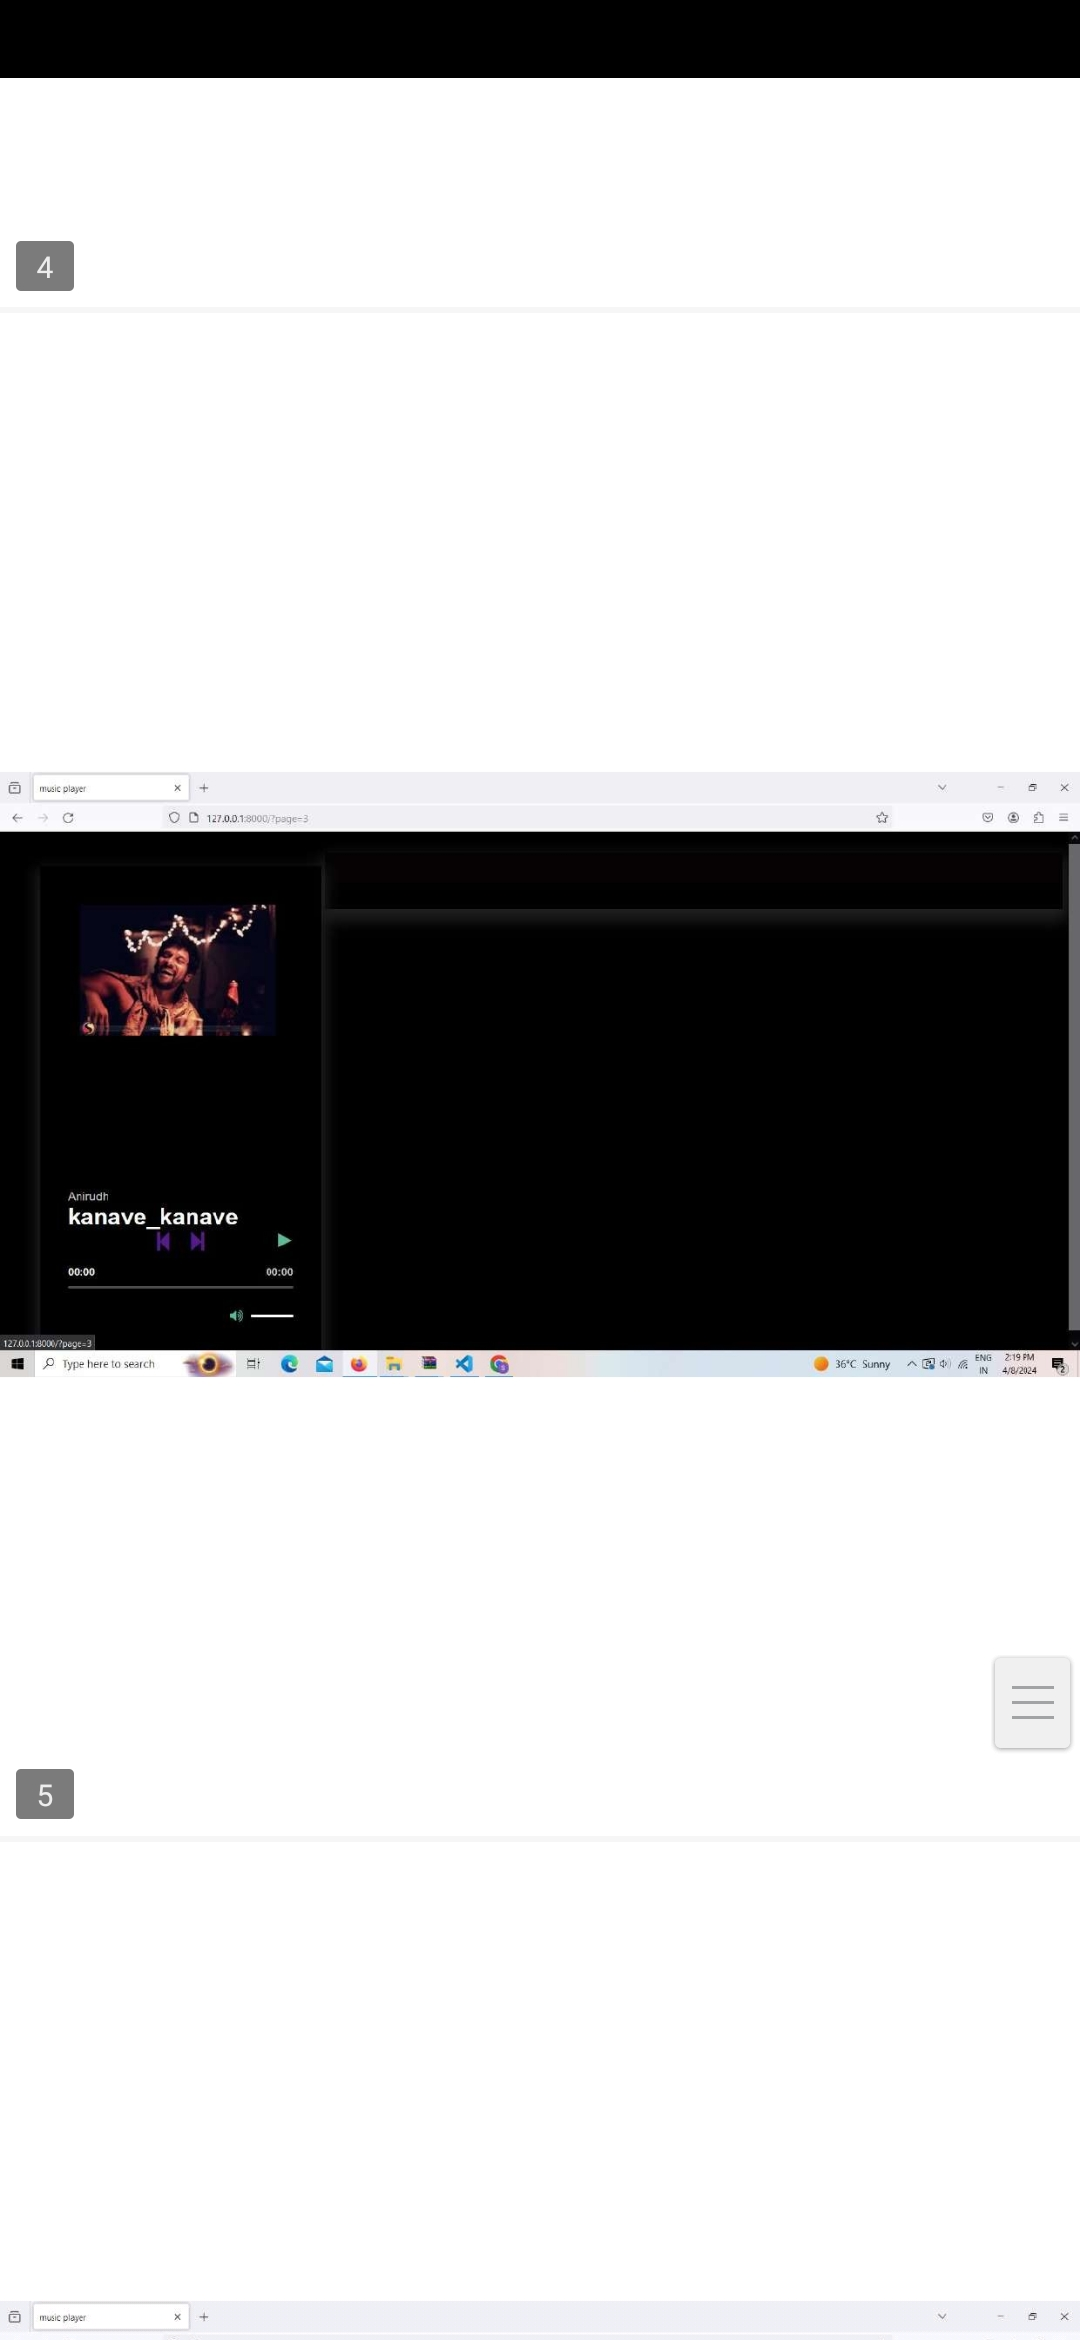 4
music player
127.0.0.1:8000/?page=3
Anirudh
kanave_kanave
00:00 00:00
127.0.0.1:8000/?page=3
Type here to search
36°C Sunny
ENG
IN
2:19 PM
4/8/2024
2
5
music player